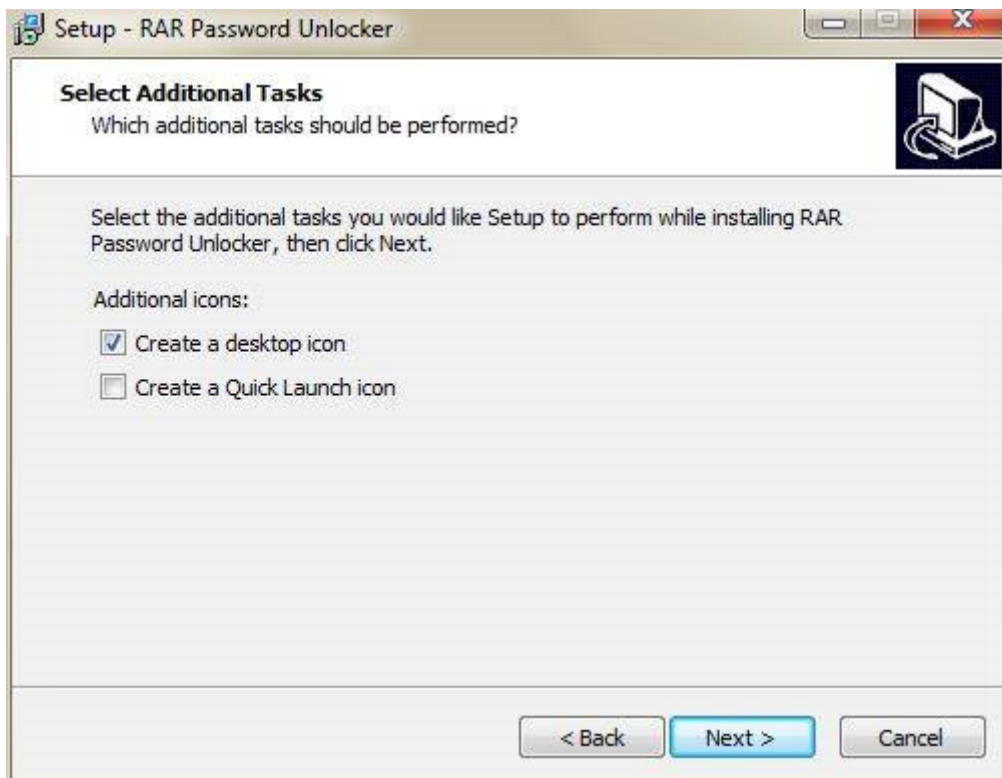 Setup - RAR Password Unlocker
Select Additional Tasks
Which additional tasks should be performed?
Select the additional tasks you would like Setup to perform while installing RAR
Password Unlocker, then click Next.
Additional icons:
Create a desktop icon
Create a Quick Launch icon
< Back Next > Cancel